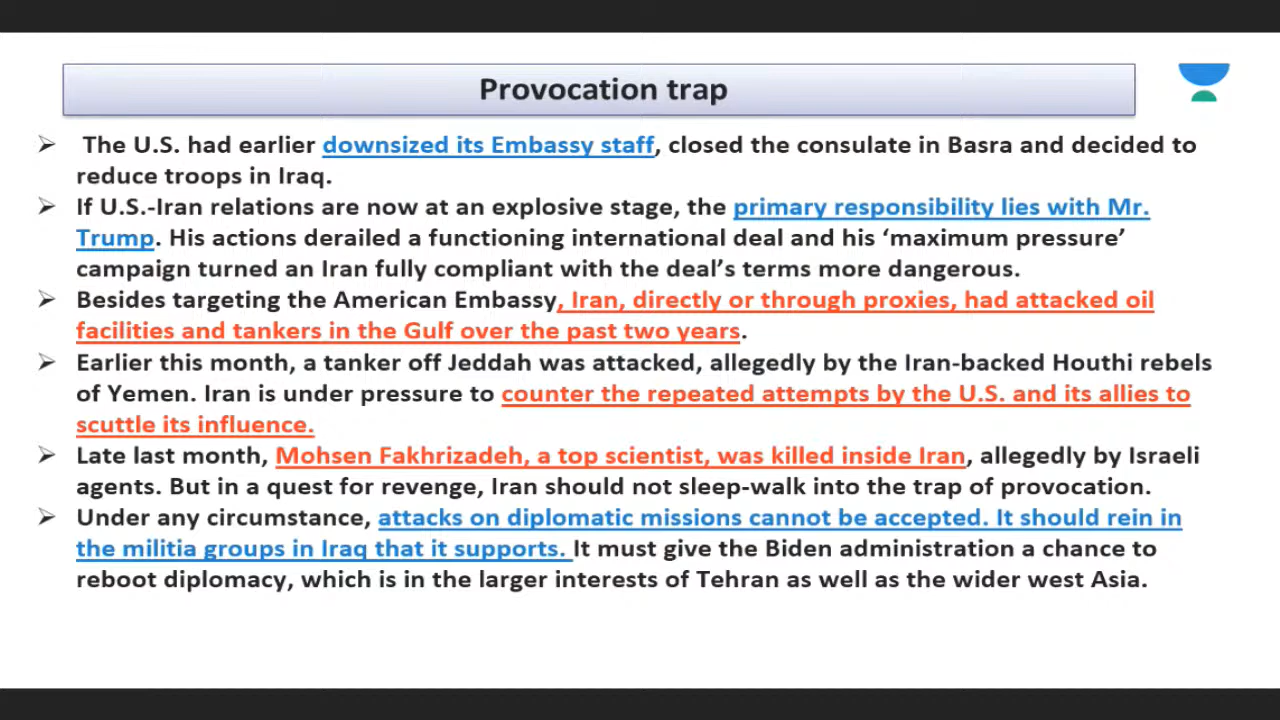 Provocation trap
➢ The U.S. had earlier downsized its Embassy staff, closed the consulate in Basra and decided to
reduce troops in Iraq.
➢ If U.S.-Iran relations are now at an explosive stage, the primary responsibility lies with Mr.
Trump. His actions derailed a functioning international deal and his ‘maximum pressure’
campaign turned an Iran fully compliant with the deal’s terms more dangerous.
➢ Besides targeting the American Embassy, Iran, directly or through proxies, had attacked oil
facilities and tankers in the Gulf over the past two years.
➢ Earlier this month, a tanker off Jeddah was attacked, allegedly by the Iran-backed Houthi rebels
of Yemen. Iran is under pressure to counter the repeated attempts by the U.S. and its allies to
scuttle its influence.
➢ Late last month, Mohsen Fakhrizadeh, a top scientist, was killed inside Iran, allegedly by Israeli
agents. But in a quest for revenge, Iran should not sleep-walk into the trap of provocation.
➢ Under any circumstance, attacks on diplomatic missions cannot be accepted. It should rein in
the militia groups in Iraq that it supports. It must give the Biden administration a chance to
reboot diplomacy, which is in the larger interests of Tehran as well as the wider west Asia.